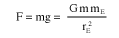 F = mg = G m m_E / r_E^2